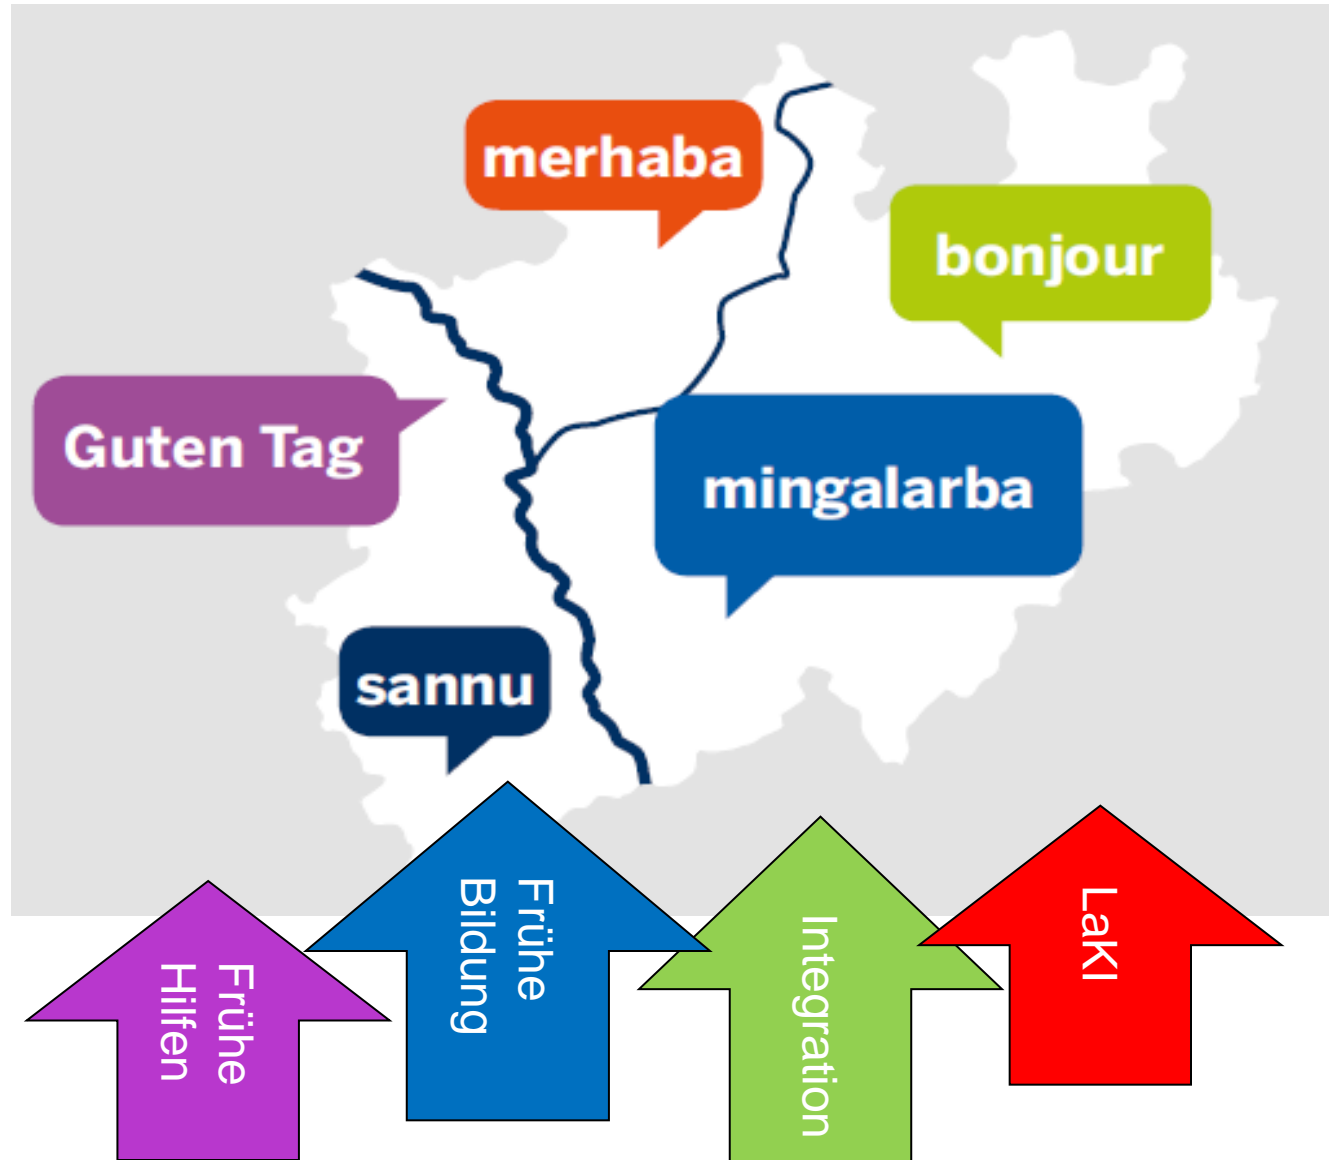 merhaba
bonjour
Guten Tag
mingalarba
sannu
Frühe
Hilfen
Frühe
Bildung
Integration
LaKI